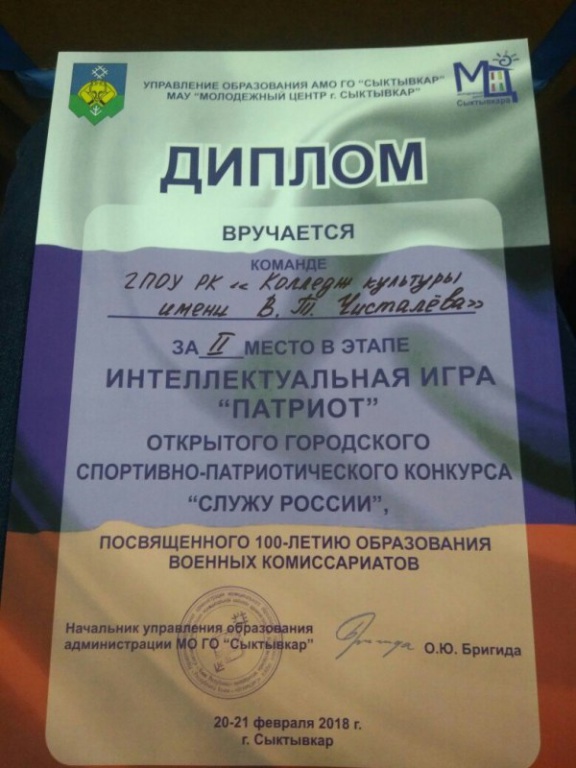 УПРАВЛЕНИЕ ОБРАЗОВАНИЯ АМО ГО "СЫКТЫВКАР"
МАУ "МОЛОДЕЖНЫЙ ЦЕНТР г. СЫКТЫВКАР"
МЦ
Сыктывкара
ДИПЛОМ
ВРУЧАЕТСЯ
КОМАНДЕ
ГПОУ РК «Колледж культуры
имени В. Т. Чисталёва»
ЗА II МЕСТО В ЭТАПЕ
ИНТЕЛЛЕКТУАЛЬНАЯ ИГРА
"ПАТРИОТ"
ОТКРЫТОГО ГОРОДСКОГО
СПОРТИВНО-ПАТРИОТИЧЕСКОГО КОНКУРСА
"СЛУЖУ РОССИИ",
ПОСВЯЩЕННОГО 100-ЛЕТИЮ ОБРАЗОВАНИЯ
ВОЕННЫХ КОМИССАРИАТОВ
Начальник управления образования
администрации МО ГО "Сыктывкар"
Бригида
О.Ю. Бригида
20-21 февраля 2018 г.
г. Сыктывкар